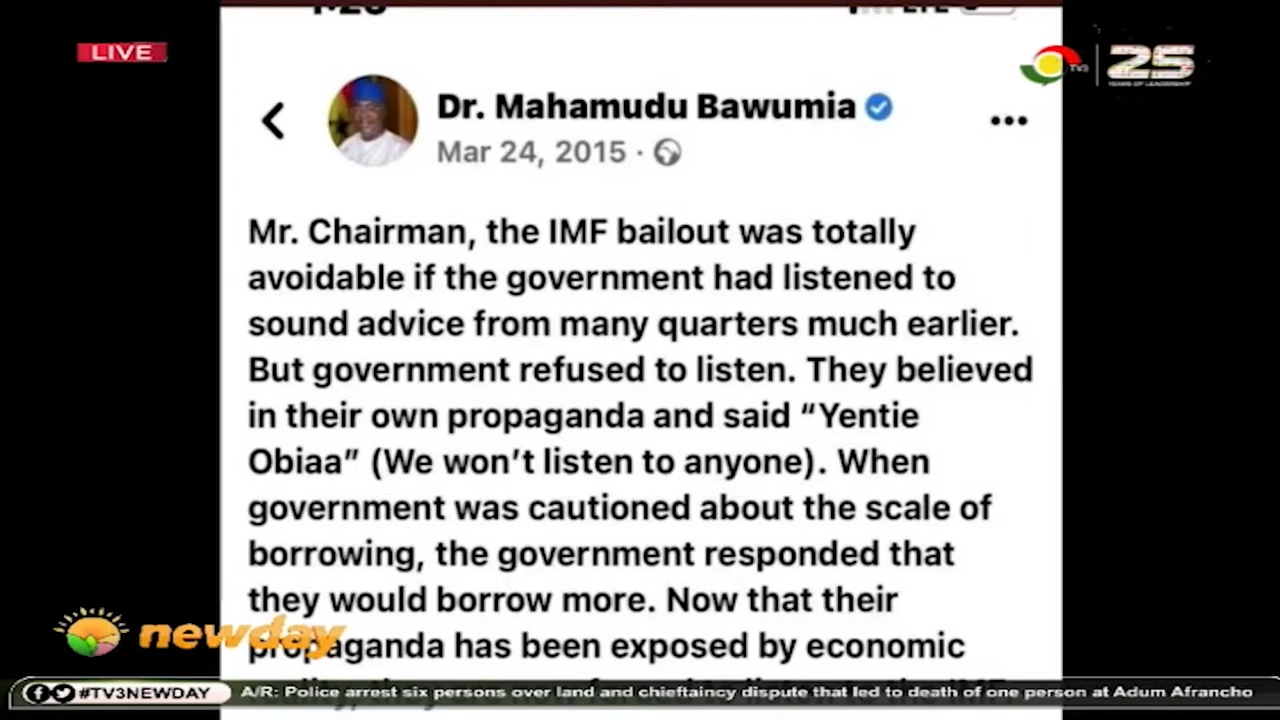 LIVE
TV3
25
YEARS OF LEADERSHIP
LTE
Dr. Mahamudu Bawumia
Mar 24, 2015 ·
Mr. Chairman, the IMF bailout was totally
avoidable if the government had listened to
sound advice from many quarters much earlier.
But government refused to listen. They believed
in their own propaganda and said “Yentie
Obiaa” (We won’t listen to anyone). When
government was cautioned about the scale of
borrowing, the government responded that
they would borrow more. Now that their
propaganda has been exposed by economic
newday
#TV3NEWDAY
A/R: Police arrest six persons over land and chieftaincy dispute that led to death of one person at Adum Afrancho